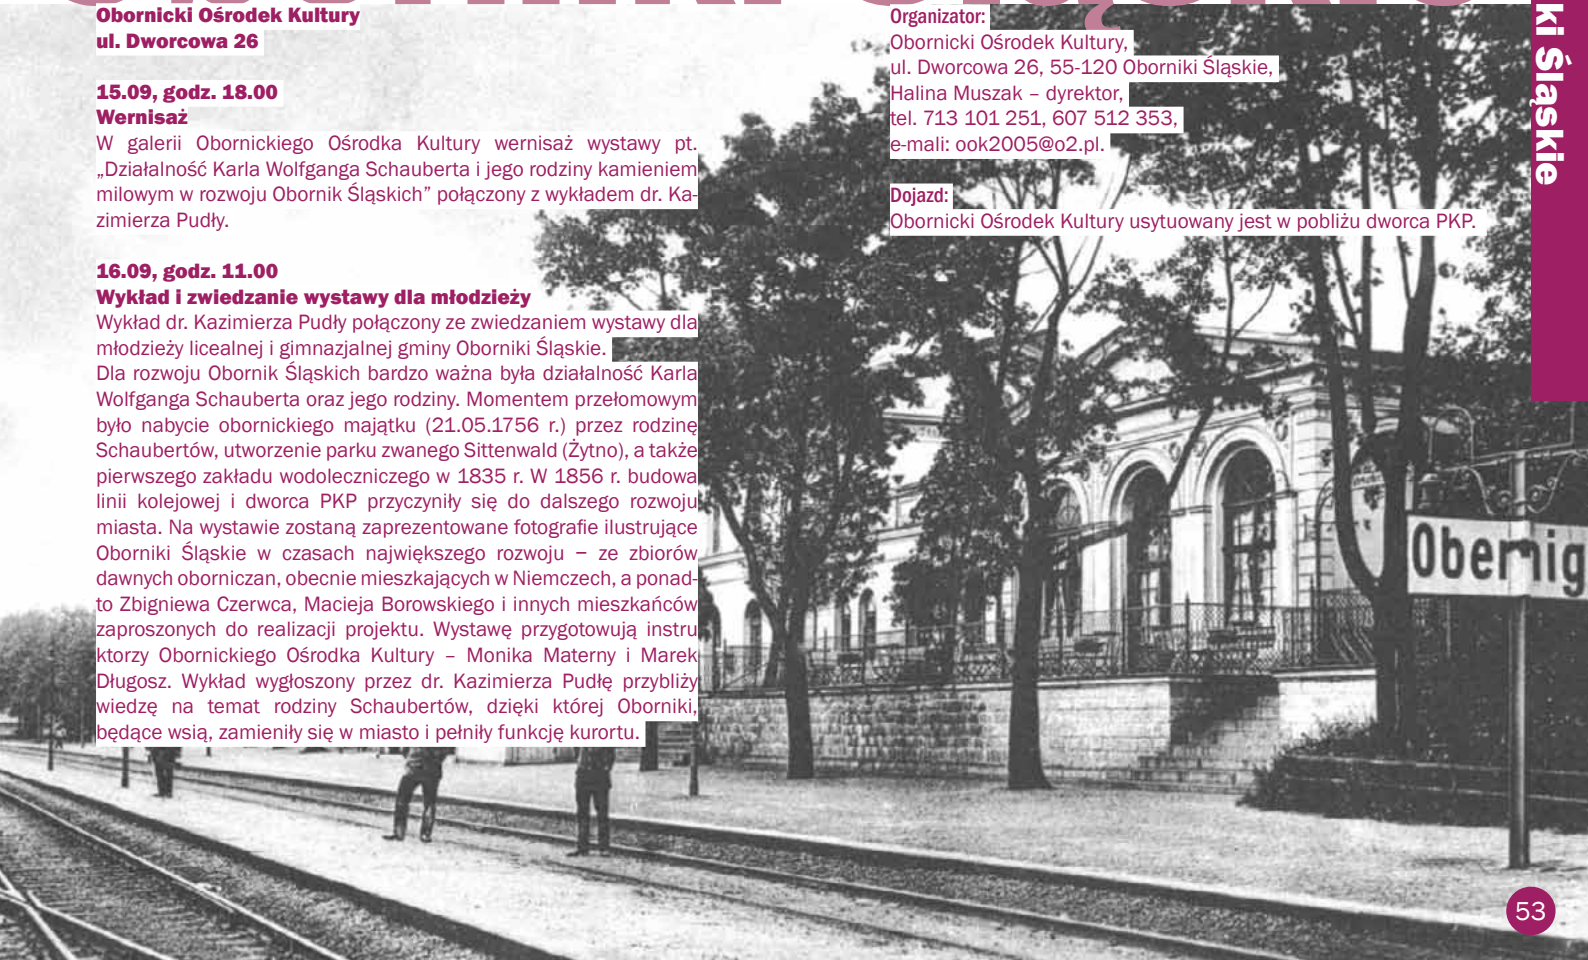 Obornicki Ośrodek Kultury
ul. Dworcowa 26
15.09, godz. 18.00
Wernisaż
W galerii Obornickiego Ośrodka Kultury wernisaż wystawy pt.
„Działalność Karla Wolfganga Schauberta i jego rodziny kamieniem
milowym w rozwoju Obornik Śląskich” połączony z wykładem dr. Ka-
zimierza Pudły.
16.09, godz. 11.00
Wykład i zwiedzanie wystawy dla młodzieży
Wykład dr. Kazimierza Pudły połączony ze zwiedzaniem wystawy dla
młodzieży licealnej i gimnazjalnej gminy Oborniki Śląskie.
Dla rozwoju Obornik Śląskich bardzo ważna była działalność Karla
Wolfganga Schauberta oraz jego rodziny. Momentem przełomowym
było nabycie obornickiego majątku (21.05.1756 r.) przez rodzinę
Schaubertów, utworzenie parku zwanego Sittenwald (Żytno), a także
pierwszego zakładu wodoleczniczego w 1835 r. W 1856 r. budowa
linii kolejowej i dworca PKP przyczyniły się do dalszego rozwoju
miasta. Na wystawie zostaną zaprezentowane fotografie ilustrujące
Oborniki Śląskie w czasach największego rozwoju – ze zbiorów
dawnych oborniczan, obecnie mieszkających w Niemczech, a ponad-
to Zbigniewa Czerwca, Macieja Borowskiego i innych mieszkańców
zaproszonych do realizacji projektu. Wystawę przygotowują instru
ktorzy Obornickiego Ośrodka Kultury – Monika Materny i Marek
Długosz. Wykład wygłoszony przez dr. Kazimierza Pudłę przybliży
wiedzę na temat rodziny Schaubertów, dzięki której Oborniki,
będące wsią, zamieniły się w miasto i pełniły funkcję kurortu.
Organizator:
Obornicki Ośrodek Kultury,
ul. Dworcowa 26, 55-120 Oborniki Śląskie,
Halina Muszak – dyrektor,
tel. 713 101 251, 607 512 353,
e-mali: ook2005@o2.pl.
Dojazd:
Obornicki Ośrodek Kultury usytuowany jest w pobliżu dworca PKP.
ki Śląskie
Obernig
53